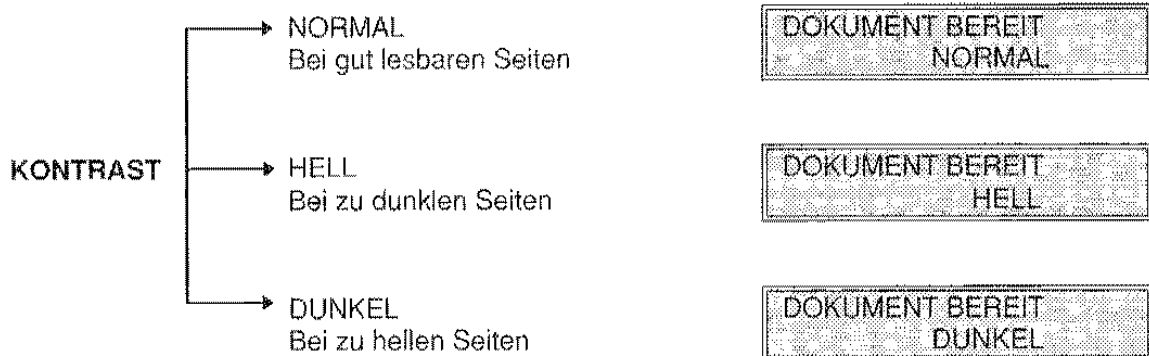 NORMAL
Bei gut lesbaren Seiten
DOKUMENT BEREIT
NORMAL
KONTRAST
HELL
Bei zu dunklen Seiten
DOKUMENT BEREIT
HELL
DUNKEL
Bei zu hellen Seiten
DOKUMENT BEREIT
DUNKEL